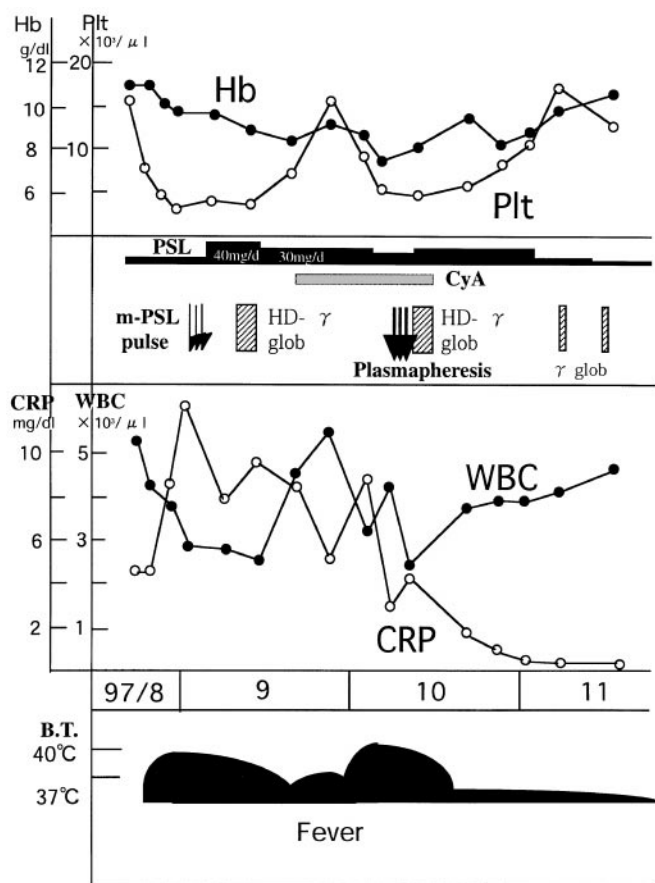 Hb Plt
g/dl × 10³/μl
12 20
10
8 10
6
Hb
Plt
PSL 40mg/d 30mg/d
CyA
m-PSL pulse
HD-γ glob
HD-γ glob
Plasmapheresis
γ glob
CRP WBC
mg/dl × 10³/μl
10 5
6 3
2 1
WBC
CRP
97/8 9 10 11
B.T.
40℃
37℃
Fever